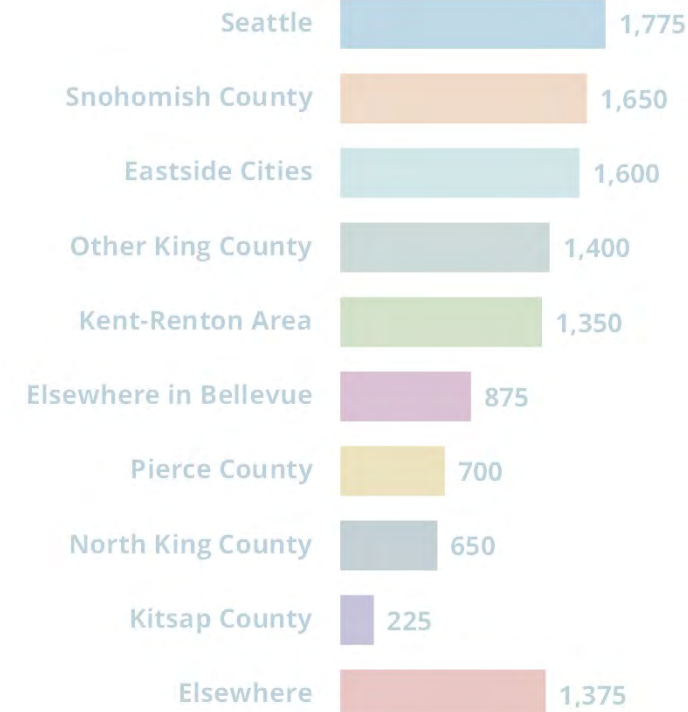 Seattle 1,775
Snohomish County 1,650
Eastside Cities 1,600
Other King County 1,400
Kent-Renton Area 1,350
Elsewhere in Bellevue 875
Pierce County 700
North King County 650
Kitsap County 225
Elsewhere 1,375